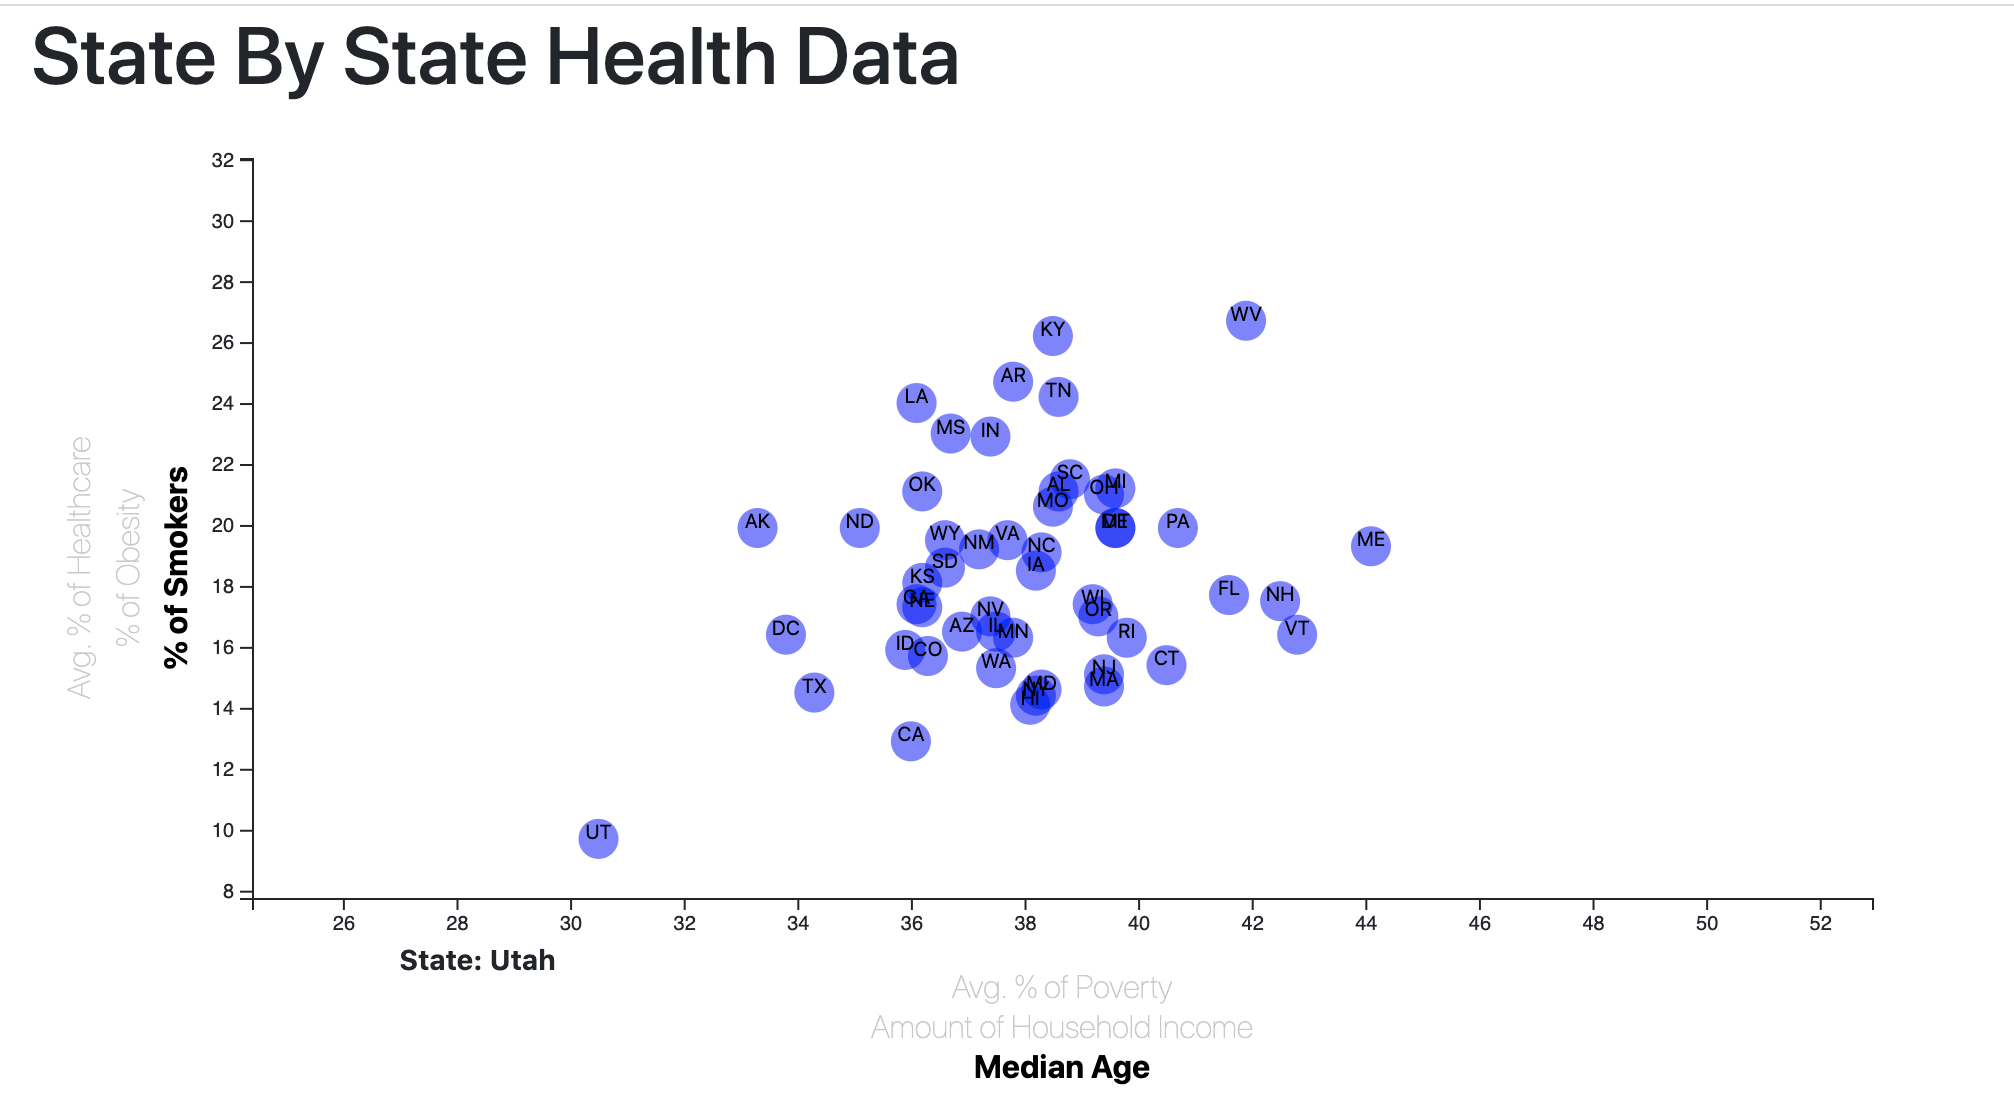 State By State Health Data
32
30
28
26
24
22
20
18
16
14
12
10
8
Avg. % of Healthcare
% of Obesity
% of Smokers
WV
KY
AR
TN
LA
MS
IN
SC
OK
AL
OH
MI
MO
AK
ND
PA
WY
NM
VA
NC
ME
SD
IA
KS
NE
WI
FL
NH
NV
OR
DC
AZ
IL
MN
RI
VT
ID
CO
WA
CT
NJ
MA
TX
MD
NY
HI
CA
UT
26
28
30
32
34
36
38
40
42
44
46
48
50
52
State: Utah
Avg. % of Poverty
Amount of Household Income
Median Age